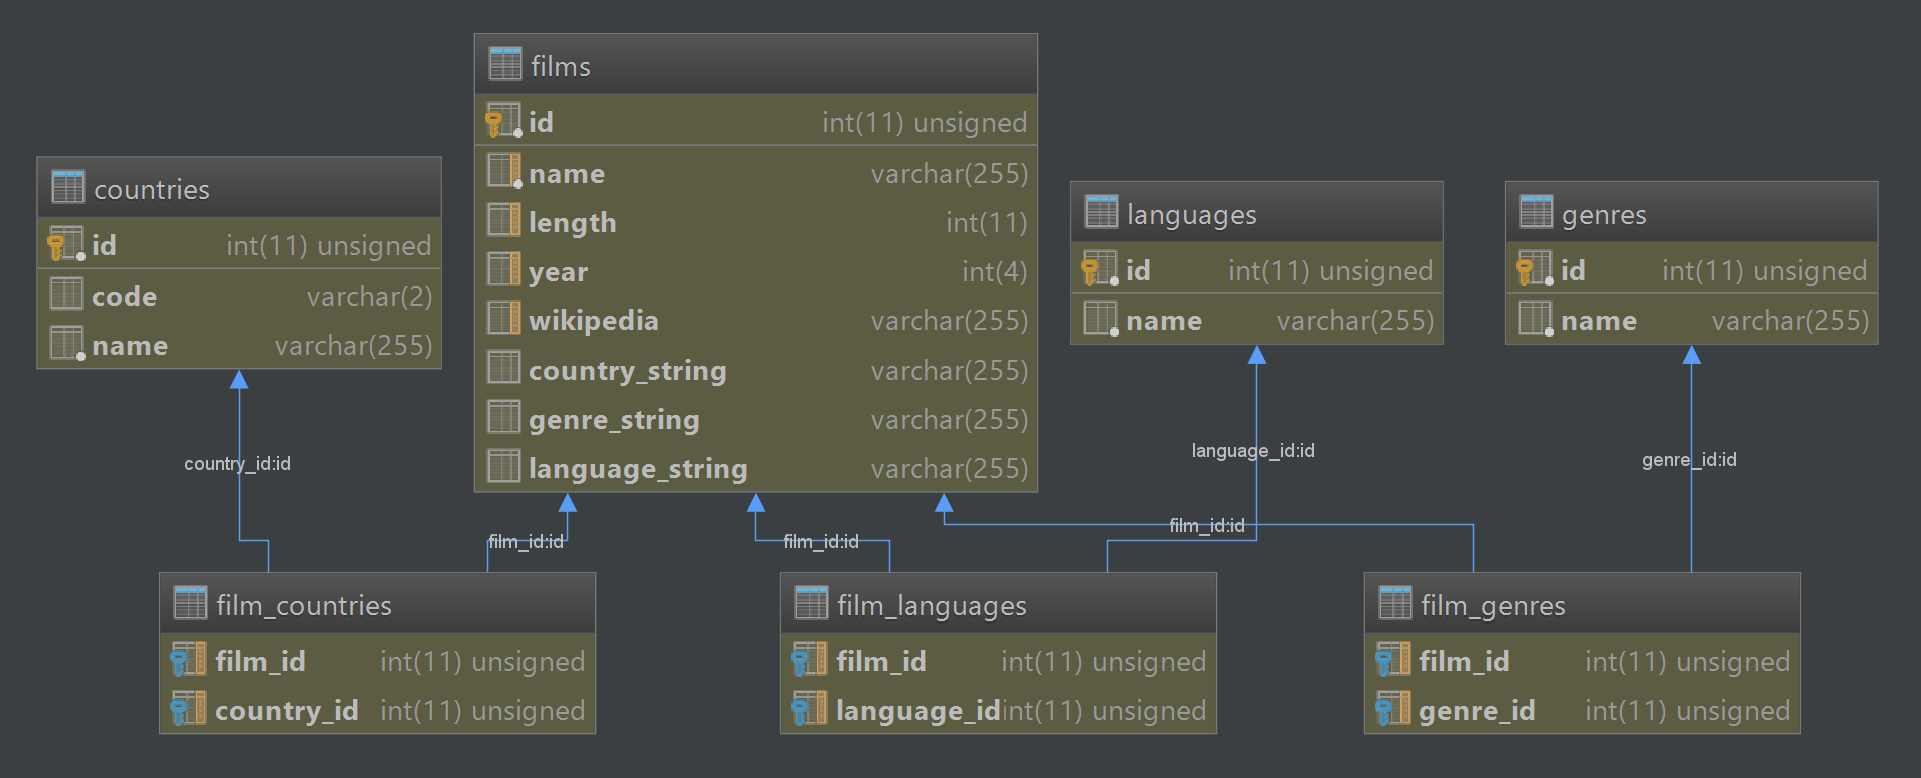 films
id int(11) unsigned
name varchar(255)
length int(11)
year int(4)
wikipedia varchar(255)
country_string varchar(255)
genre_string varchar(255)
language_string varchar(255)
countries
id int(11) unsigned
code varchar(2)
name varchar(255)
languages
id int(11) unsigned
name varchar(255)
genres
id int(11) unsigned
name varchar(255)
country_id:id
language_id:id
genre_id:id
film_id:id
film_id:id
film_id:id
film_countries
film_id int(11) unsigned
country_id int(11) unsigned
film_languages
film_id int(11) unsigned
language_id int(11) unsigned
film_genres
film_id int(11) unsigned
genre_id int(11) unsigned